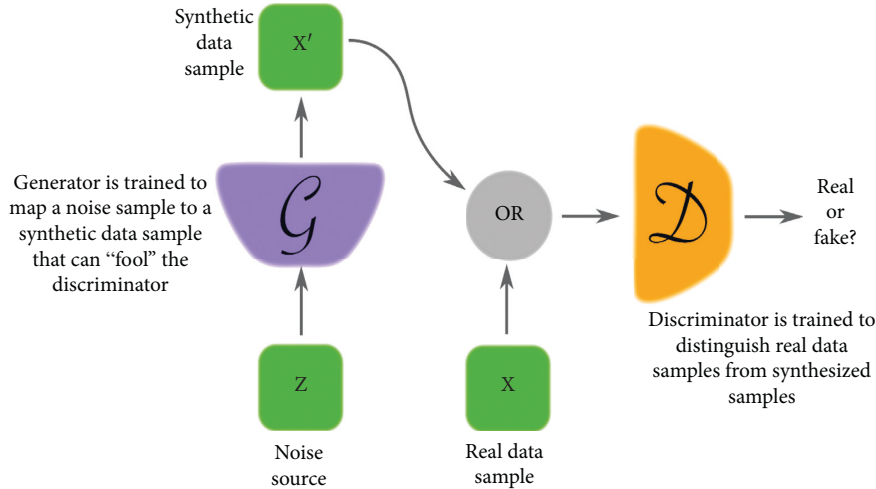 Synthetic
data
sample
X′
Generator is trained to
map a noise sample to a
synthetic data sample
that can “fool” the
discriminator
G
OR
D
Real
or
fake?
Discriminator is trained to
distinguish real data
samples from synthesized
samples
Z
X
Noise
source
Real data
sample